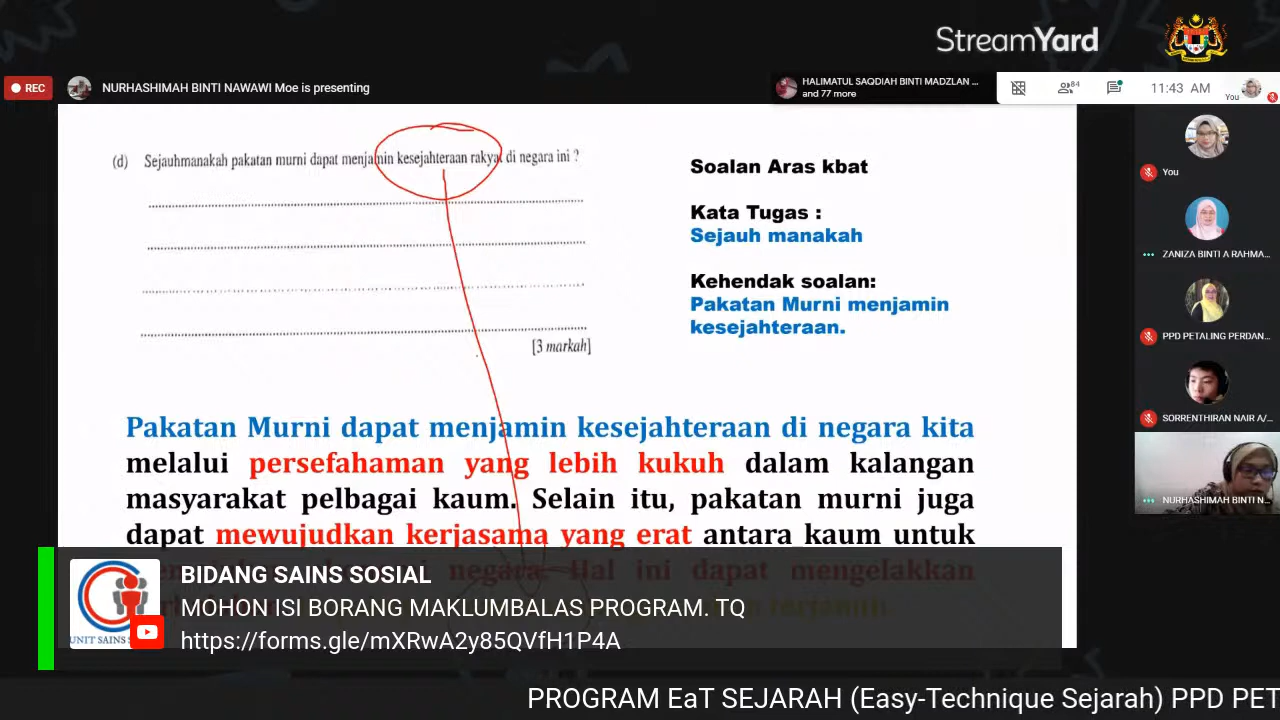 StreamYard
REC
NURHASHIMAH BINTI NAWAWI Moe is presenting
HALIMATUL SAQDIAH BINTI MADZLAN ...
and 77 more
84
11:43 AM
You
(d) Sejauhmanakah pakatan murni dapat menjamin kesejahteraan rakyat di negara ini ?
[3 markah]
Soalan Aras kbat
Kata Tugas :
Sejauh manakah
Kehendak soalan:
Pakatan Murni menjamin
kesejahteraan.
Pakatan Murni dapat menjamin kesejahteraan di negara kita
melalui persefahaman yang lebih kukuh dalam kalangan
masyarakat pelbagai kaum. Selain itu, pakatan murni juga
dapat mewujudkan kerjasama yang erat antara kaum untuk
negara Hal ini dapat mengelakkan
You
ZANIZA BINTI A RAHMA...
PPD PETALING PERDAN...
SORRENTHIRAN NAIR A/...
NURHASHIMAH BINTI N...
UNIT SAINS
BIDANG SAINS SOSIAL
MOHON ISI BORANG MAKLUMBALAS PROGRAM. TQ
https://forms.gle/mXRwA2y85QVfH1P4A
PROGRAM EaT SEJARAH (Easy-Technique Sejarah) PPD PET